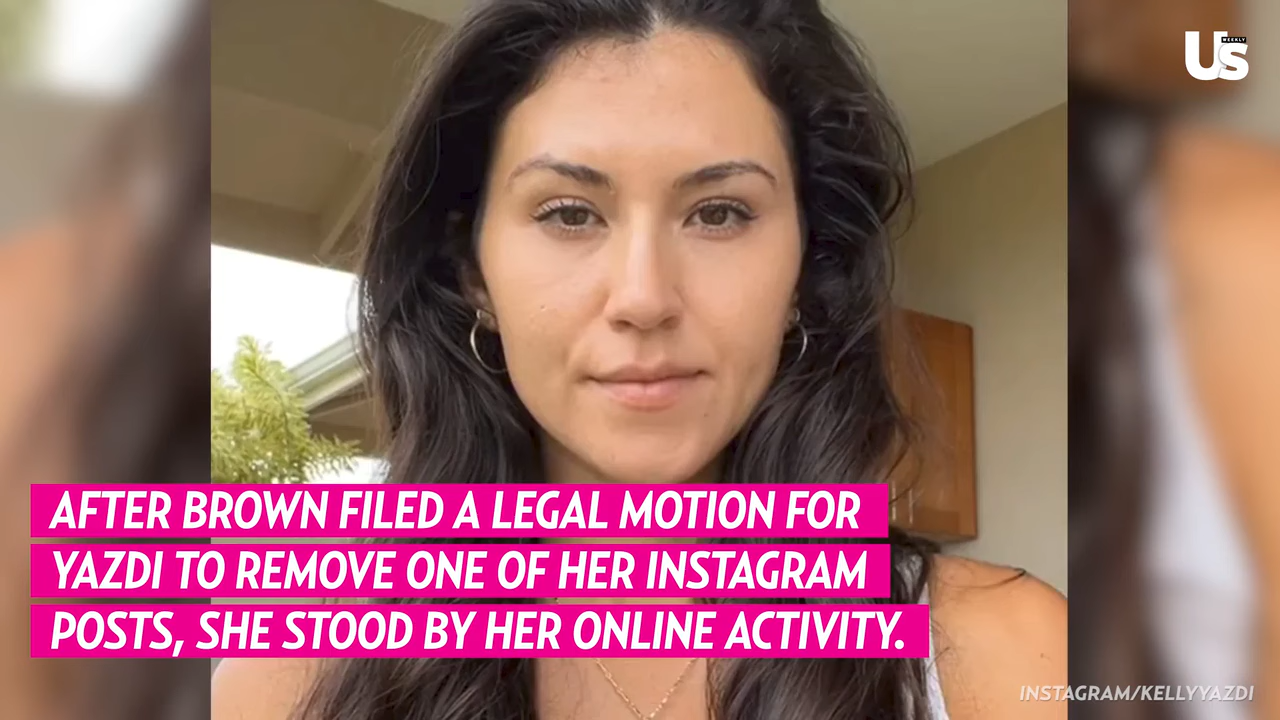 Us
WEEKLY
AFTER BROWN FILED A LEGAL MOTION FOR
YAZDI TO REMOVE ONE OF HER INSTAGRAM
POSTS, SHE STOOD BY HER ONLINE ACTIVITY.
INSTAGRAM/KELLYYAZDI